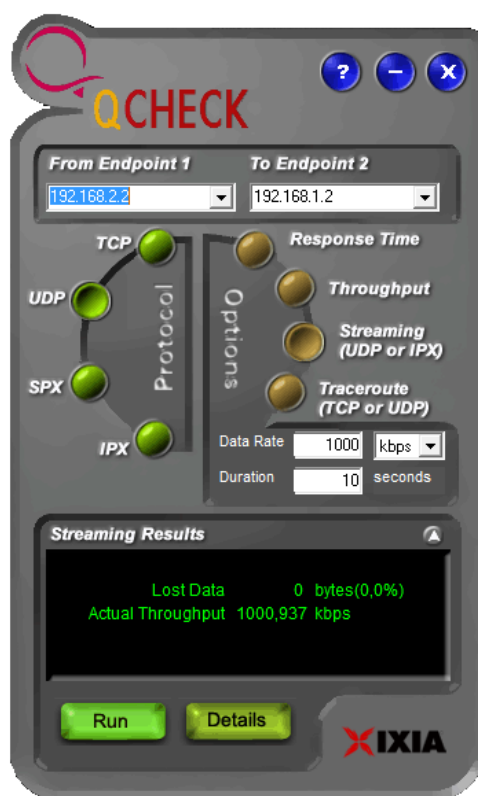 ? – X
QCHECK
From Endpoint 1 To Endpoint 2
192.168.2.2 192.168.1.2
TCP
UDP
SPX
IPX
Protocol
Options
Response Time
Throughput
Streaming
(UDP or IPX)
Traceroute
(TCP or UDP)
Data Rate 1000 kbps
Duration 10 seconds
Streaming Results
Lost Data 0 bytes(0,0%)
Actual Throughput 1000,937 kbps
Run Details
XIXIA